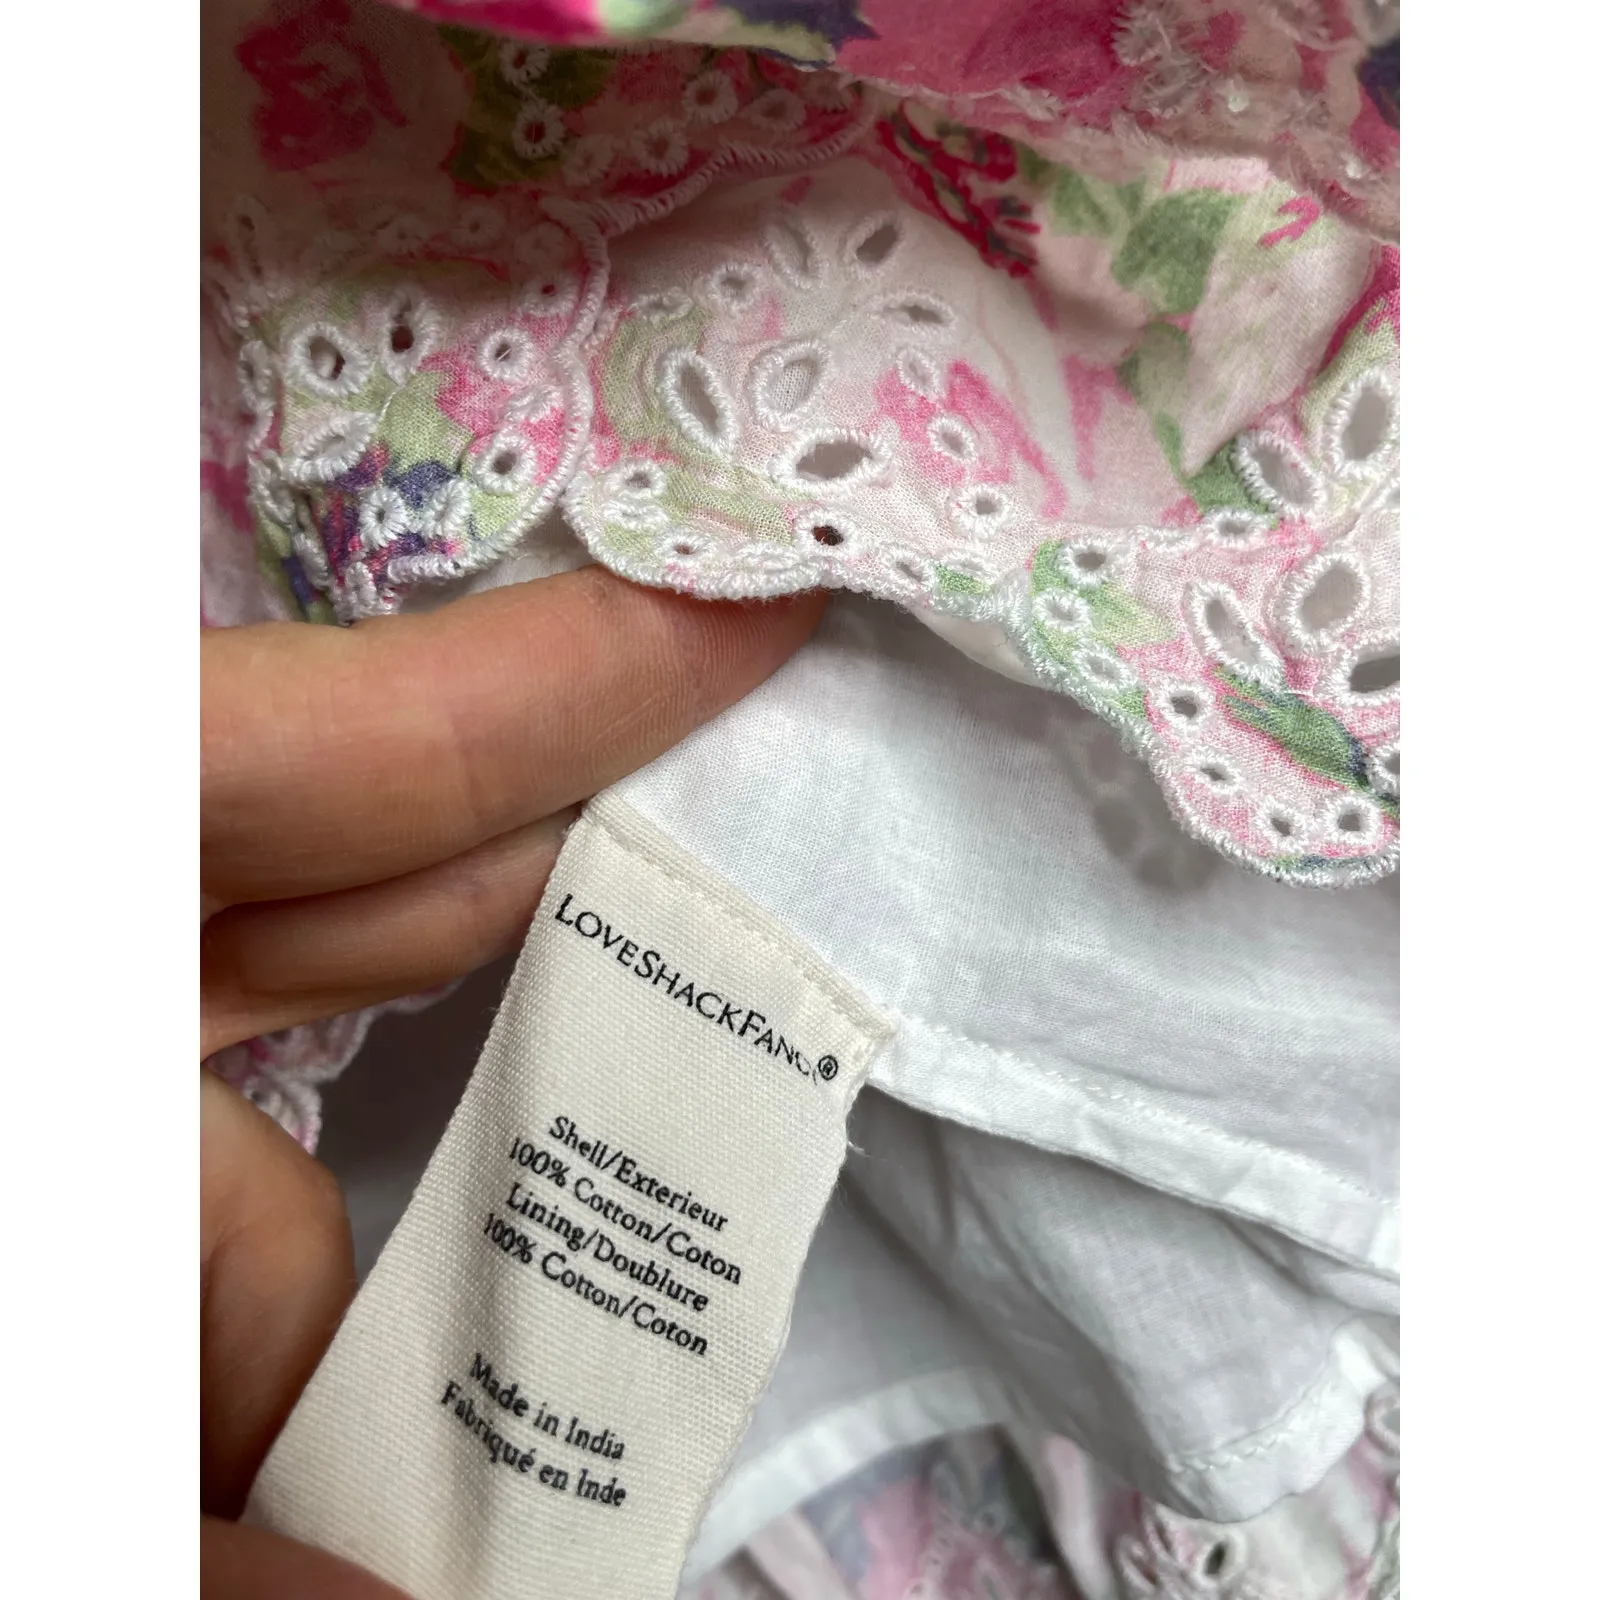 LOVESHACKFANCY®
Shell/Exterieur
100% Cotton/Coton
Lining/Doublure
100% Cotton/Coton
Made in India
Fabriqué en Inde